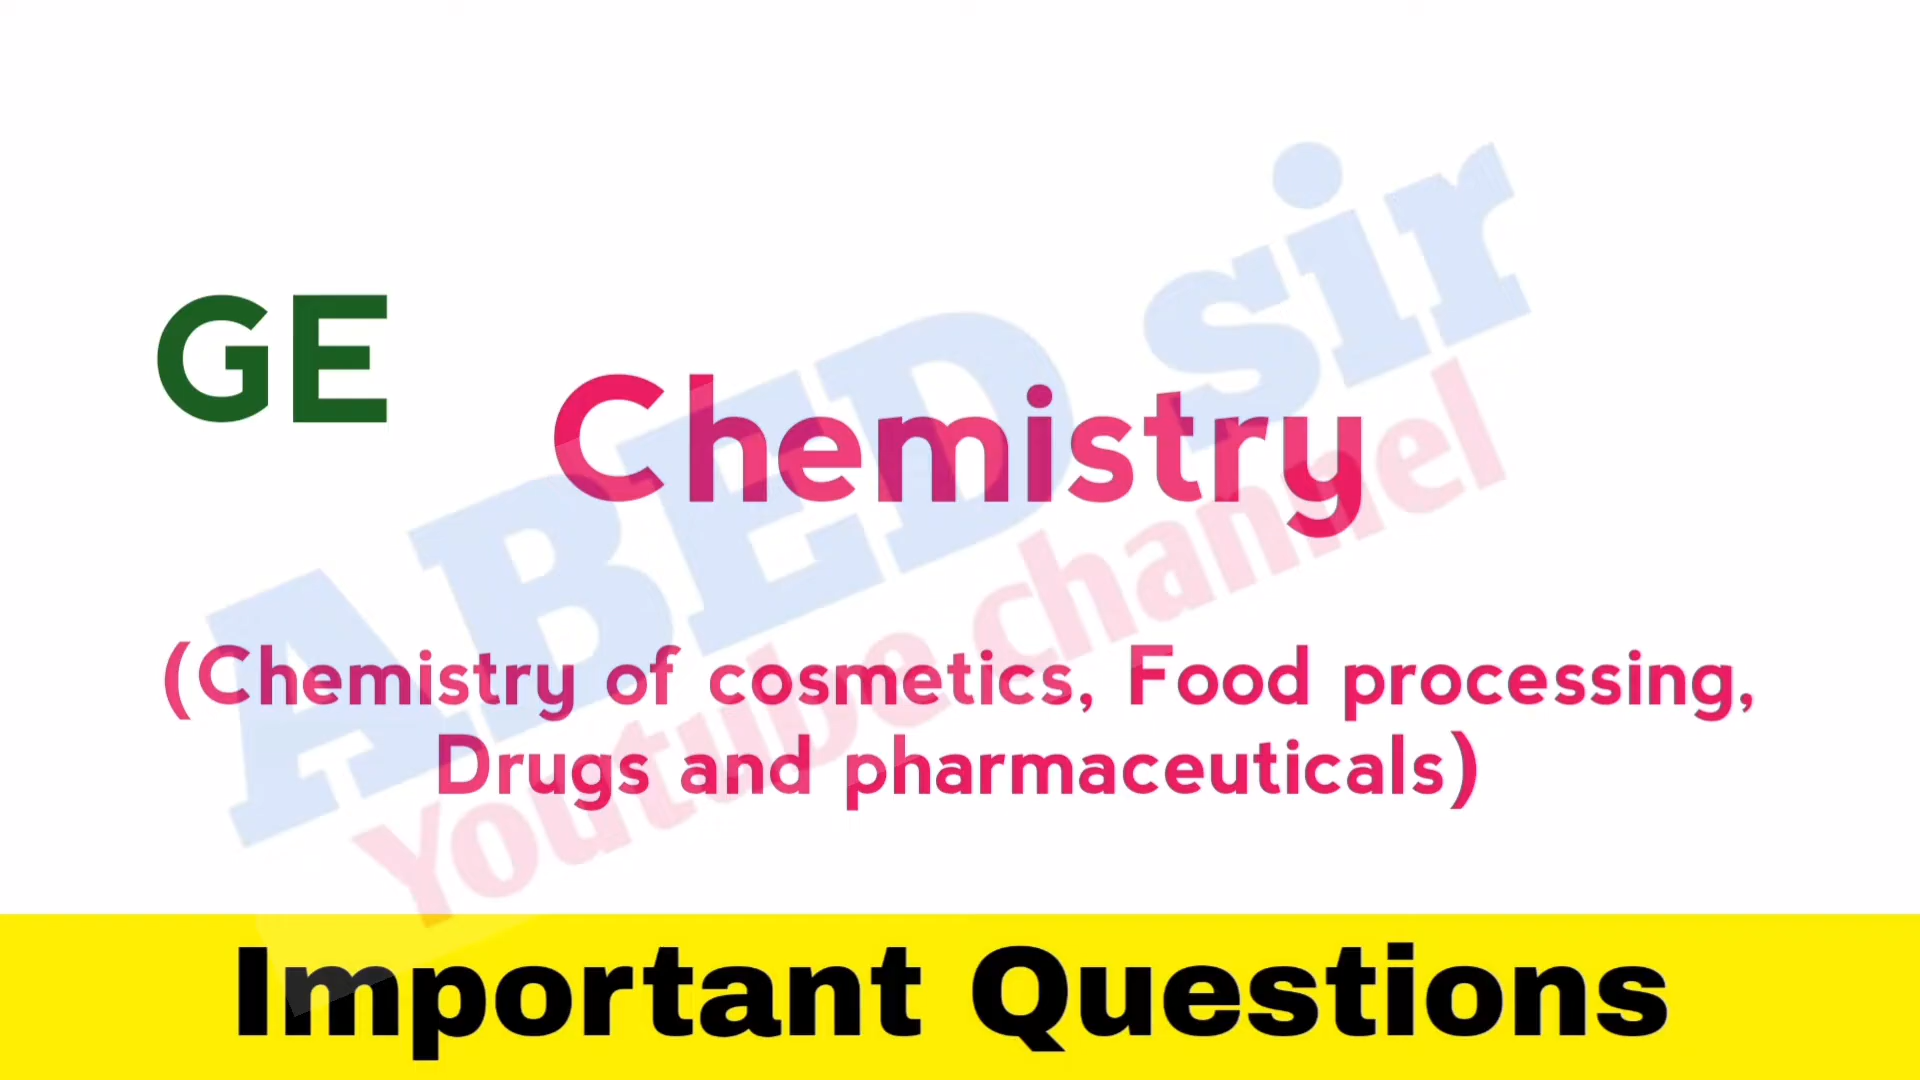 GE
Chemistry
(Chemistry of cosmetics, Food processing,
Drugs and pharmaceuticals)
ABED sir
Youtube channel
Important Questions